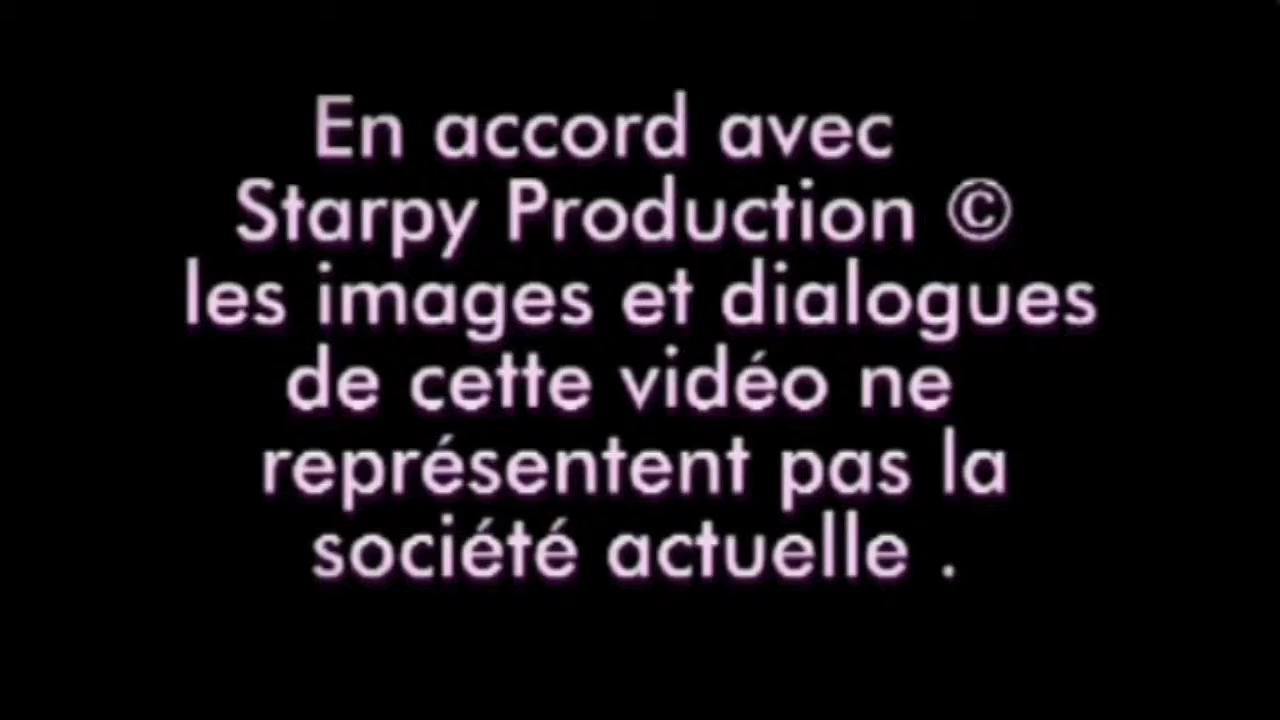 En accord avec
Starpy Production ©
les images et dialogues
de cette vidéo ne
représentent pas la
société actuelle .